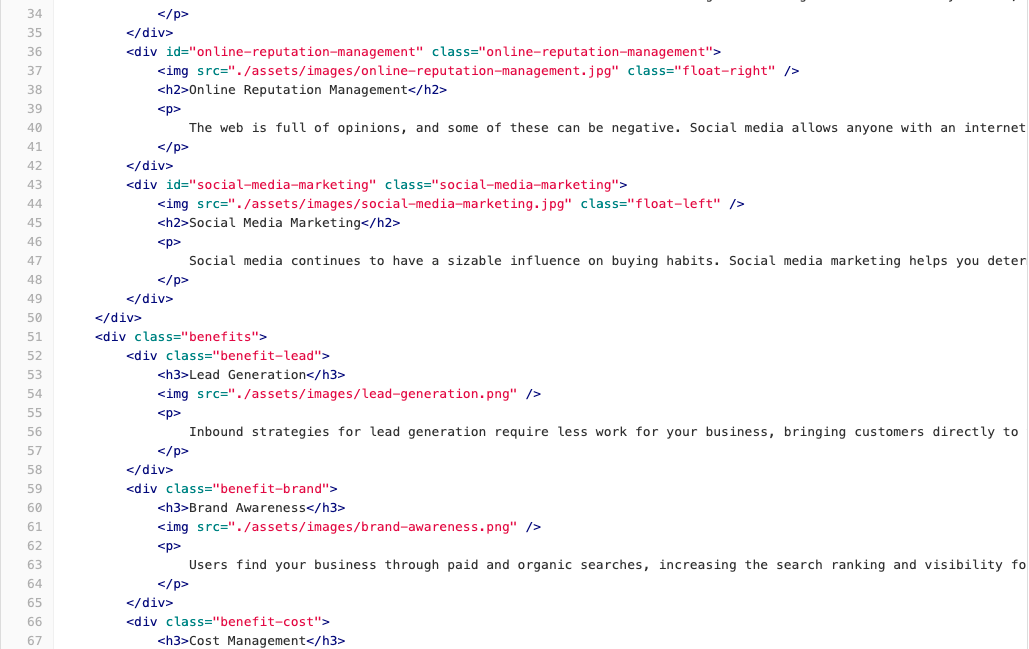 34 </p>
35 </div>
36 <div id="online-reputation-management" class="online-reputation-management">
37 <img src="./assets/images/online-reputation-management.jpg" class="float-right" />
38 <h2>Online Reputation Management</h2>
39 <p>
40 The web is full of opinions, and some of these can be negative. Social media allows anyone with an internet
41 </p>
42 </div>
43 <div id="social-media-marketing" class="social-media-marketing">
44 <img src="./assets/images/social-media-marketing.jpg" class="float-left" />
45 <h2>Social Media Marketing</h2>
46 <p>
47 Social media continues to have a sizable influence on buying habits. Social media marketing helps you deter
48 </p>
49 </div>
50 </div>
51 <div class="benefits">
52 <div class="benefit-lead">
53 <h3>Lead Generation</h3>
54 <img src="./assets/images/lead-generation.png" />
55 <p>
56 Inbound strategies for lead generation require less work for your business, bringing customers directly to
57 </p>
58 </div>
59 <div class="benefit-brand">
60 <h3>Brand Awareness</h3>
61 <img src="./assets/images/brand-awareness.png" />
62 <p>
63 Users find your business through paid and organic searches, increasing the search ranking and visibility fo
64 </p>
65 </div>
66 <div class="benefit-cost">
67 <h3>Cost Management</h3>